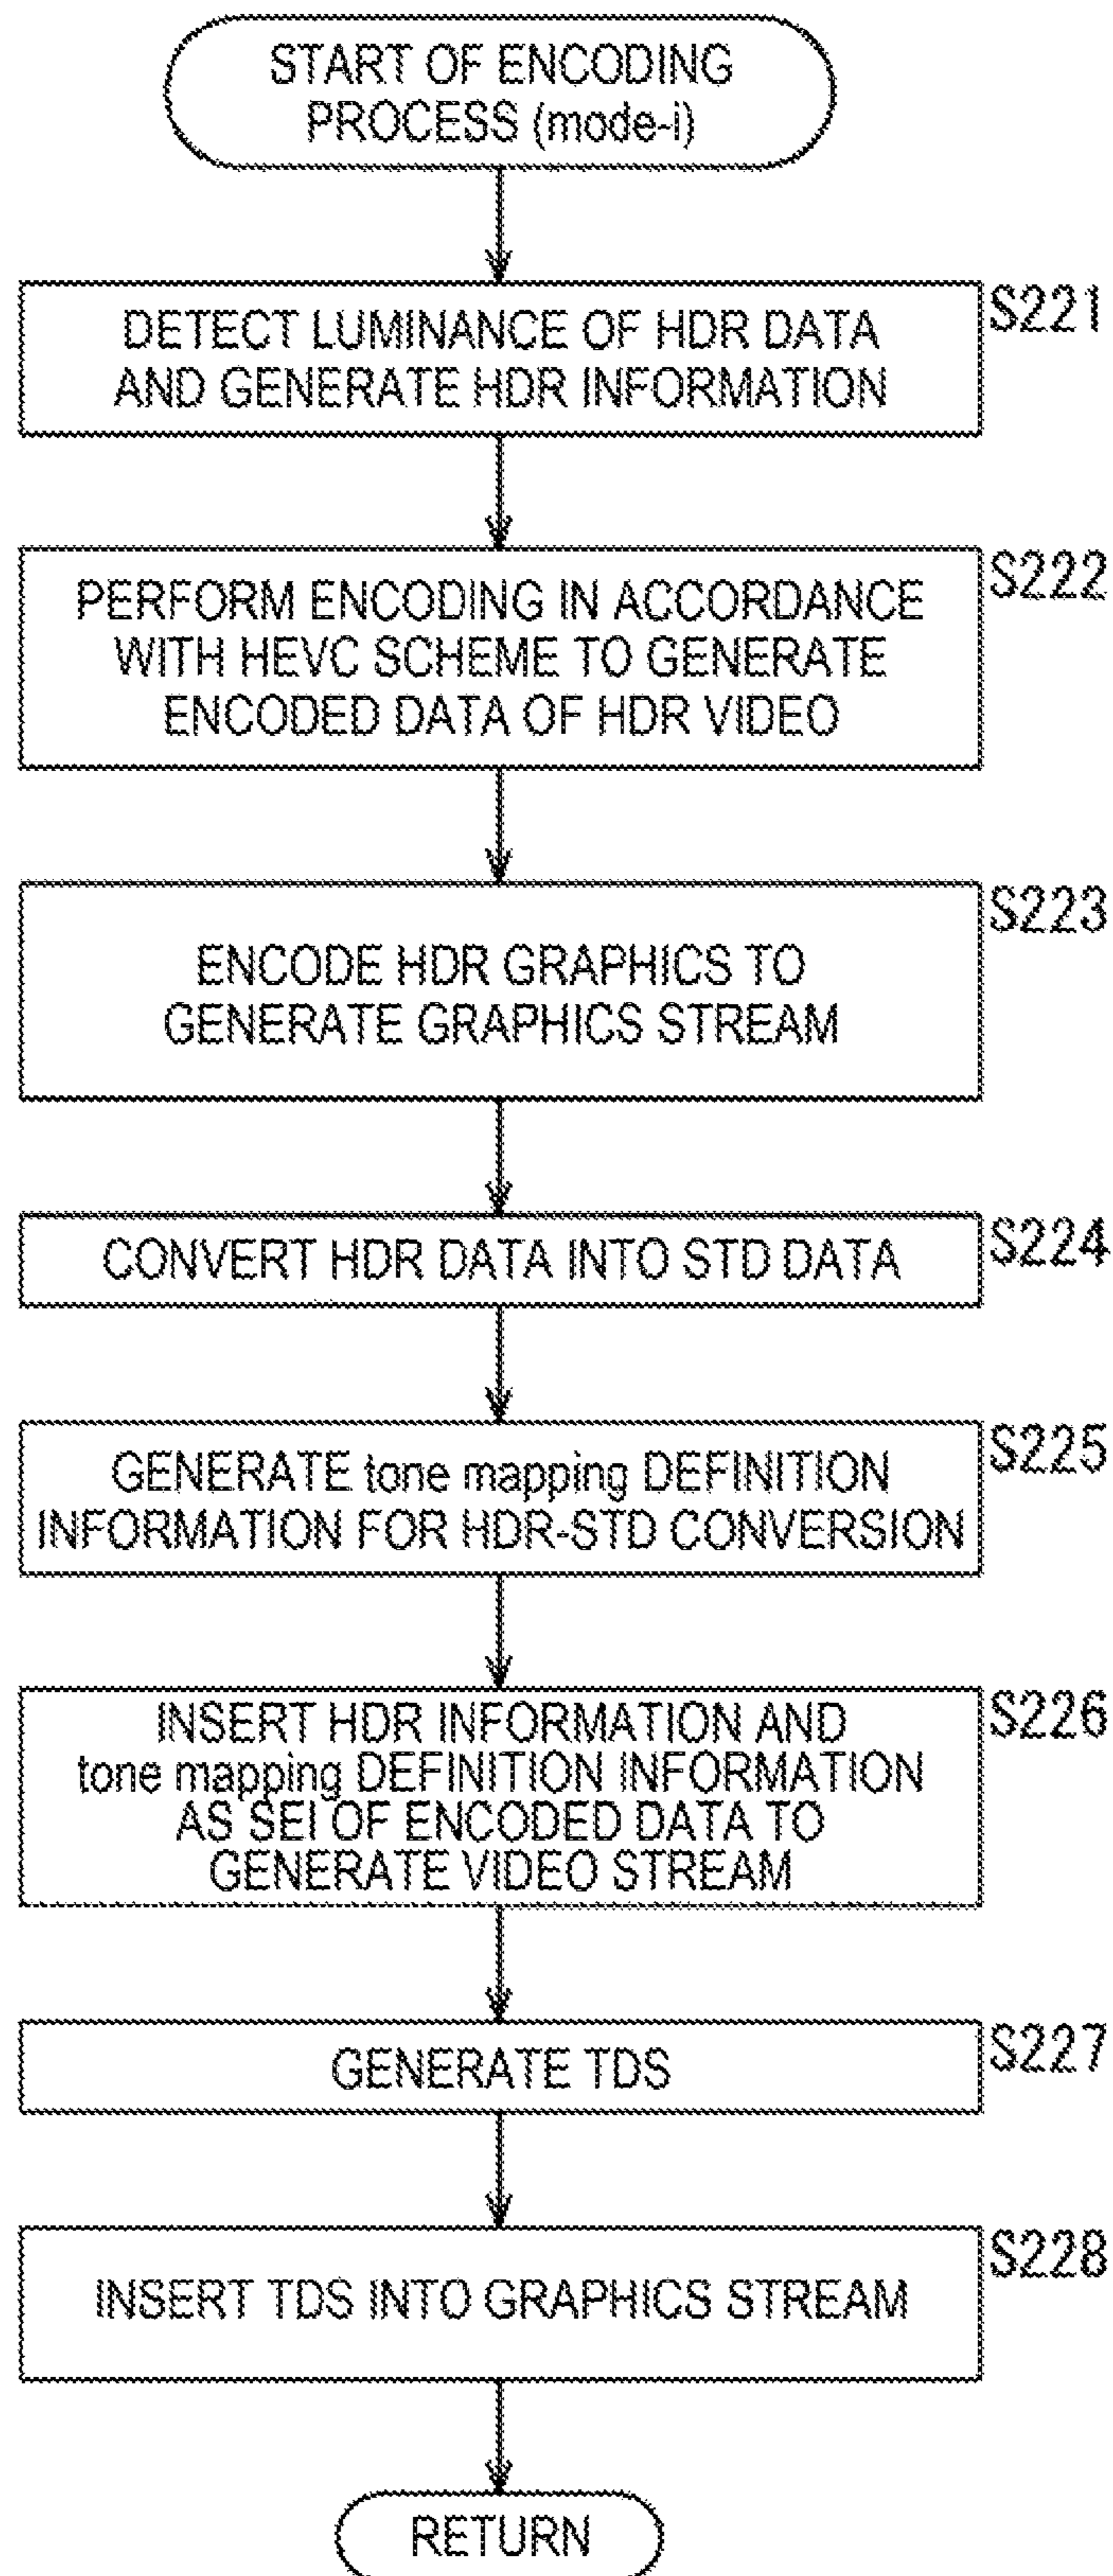 START OF ENCODING
PROCESS (mode-i)
S221
DETECT LUMINANCE OF HDR DATA
AND GENERATE HDR INFORMATION
S222
PERFORM ENCODING IN ACCORDANCE
WITH HEVC SCHEME TO GENERATE
ENCODED DATA OF HDR VIDEO
S223
ENCODE HDR GRAPHICS TO
GENERATE GRAPHICS STREAM
S224
CONVERT HDR DATA INTO STD DATA
S225
GENERATE tone mapping DEFINITION
INFORMATION FOR HDR-STD CONVERSION
S226
INSERT HDR INFORMATION AND
tone mapping DEFINITION INFORMATION
AS SEI OF ENCODED DATA TO
GENERATE VIDEO STREAM
S227
GENERATE TDS
S228
INSERT TDS INTO GRAPHICS STREAM
RETURN